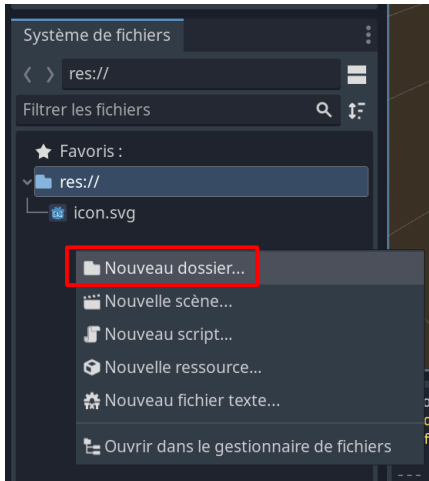 Système de fichiers
res://
Filtrer les fichiers
Favoris :
res://
icon.svg
Nouveau dossier...
Nouvelle scène...
Nouveau script...
Nouvelle ressource...
TXT Nouveau fichier texte...
Ouvrir dans le gestionnaire de fichiers